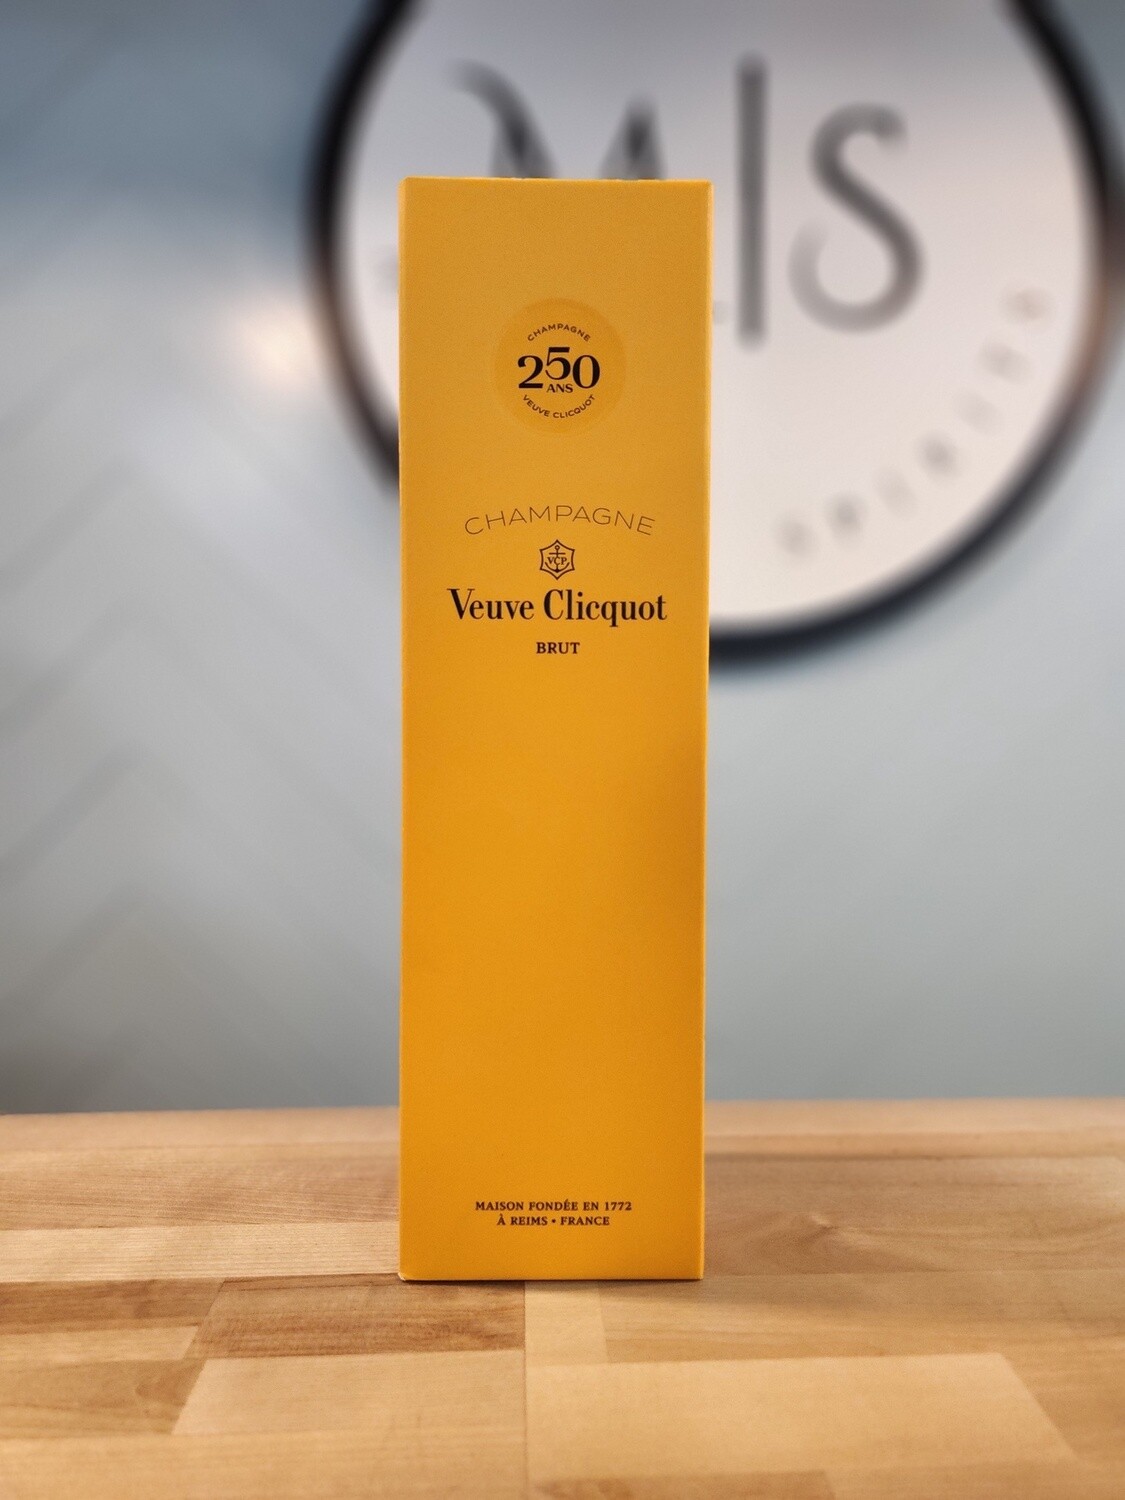 CHAMPAGNE
250
ANS
VEUVE CLICQUOT
CHAMPAGNE
VCP
Veuve Clicquot
BRUT
MAISON FONDÉE EN 1772
À REIMS • FRANCE